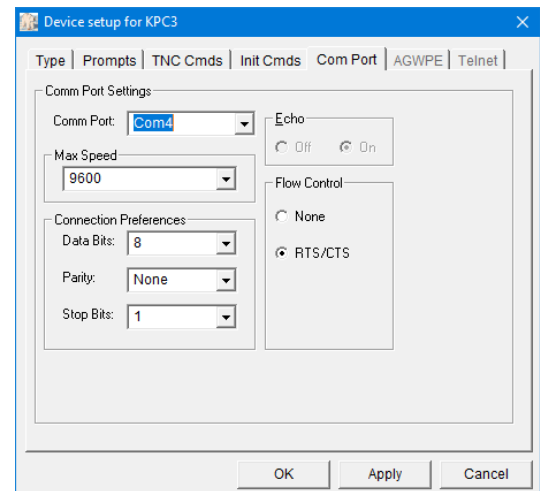 Device setup for KPC3
Type Prompts TNC Cmds Init Cmds Com Port AGWPE Telnet
Comm Port Settings
Comm Port: Com4
Max Speed
9600
Connection Preferences
Data Bits: 8
Parity: None
Stop Bits: 1
Echo
Off On
Flow Control
None
RTS/CTS
OK Apply Cancel